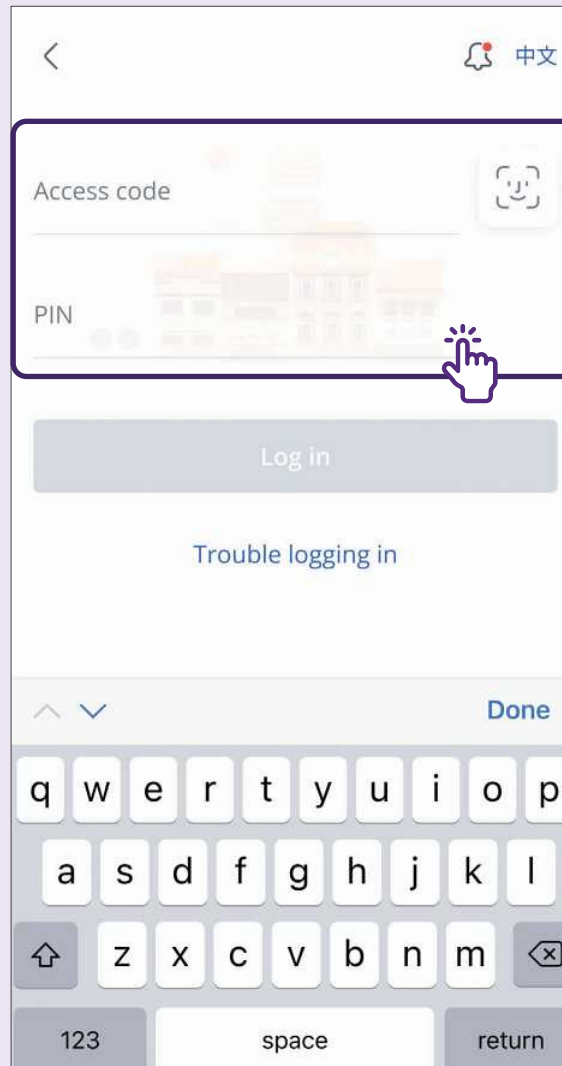 中文
Access code
PIN
Log in
Trouble logging in
Done
q w e r t y u i o p
a s d f g h j k l
z x c v b n m
123 space return